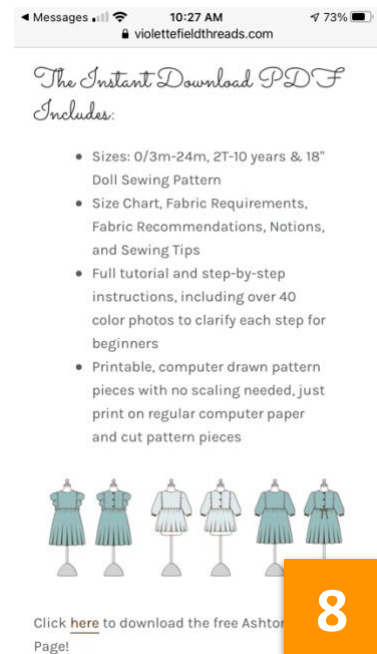 Messages 10:27 AM 73%
violettefieldthreads.com
The Instant Download PDF
Includes:
• Sizes: 0/3m-24m, 2T-10 years & 18"
Doll Sewing Pattern
• Size Chart, Fabric Requirements,
Fabric Recommendations, Notions,
and Sewing Tips
• Full tutorial and step-by-step
instructions, including over 40
color photos to clarify each step for
beginners
• Printable, computer drawn pattern
pieces with no scaling needed, just
print on regular computer paper
and cut pattern pieces
Click here to download the free
Page!
8